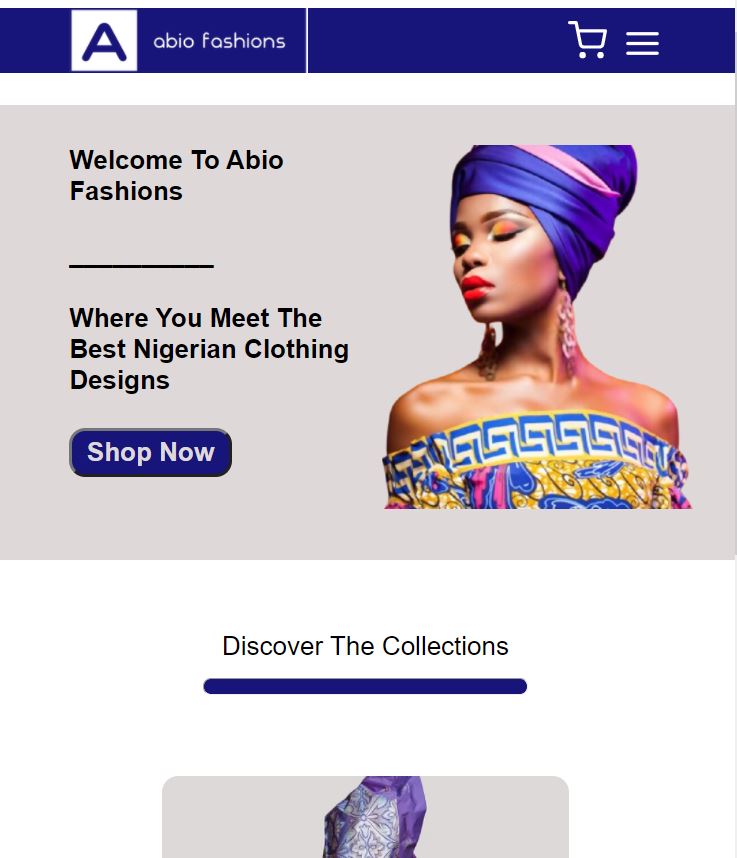 A
abio fashions
Welcome To Abio
Fashions
Where You Meet The
Best Nigerian Clothing
Designs
Shop Now
Discover The Collections